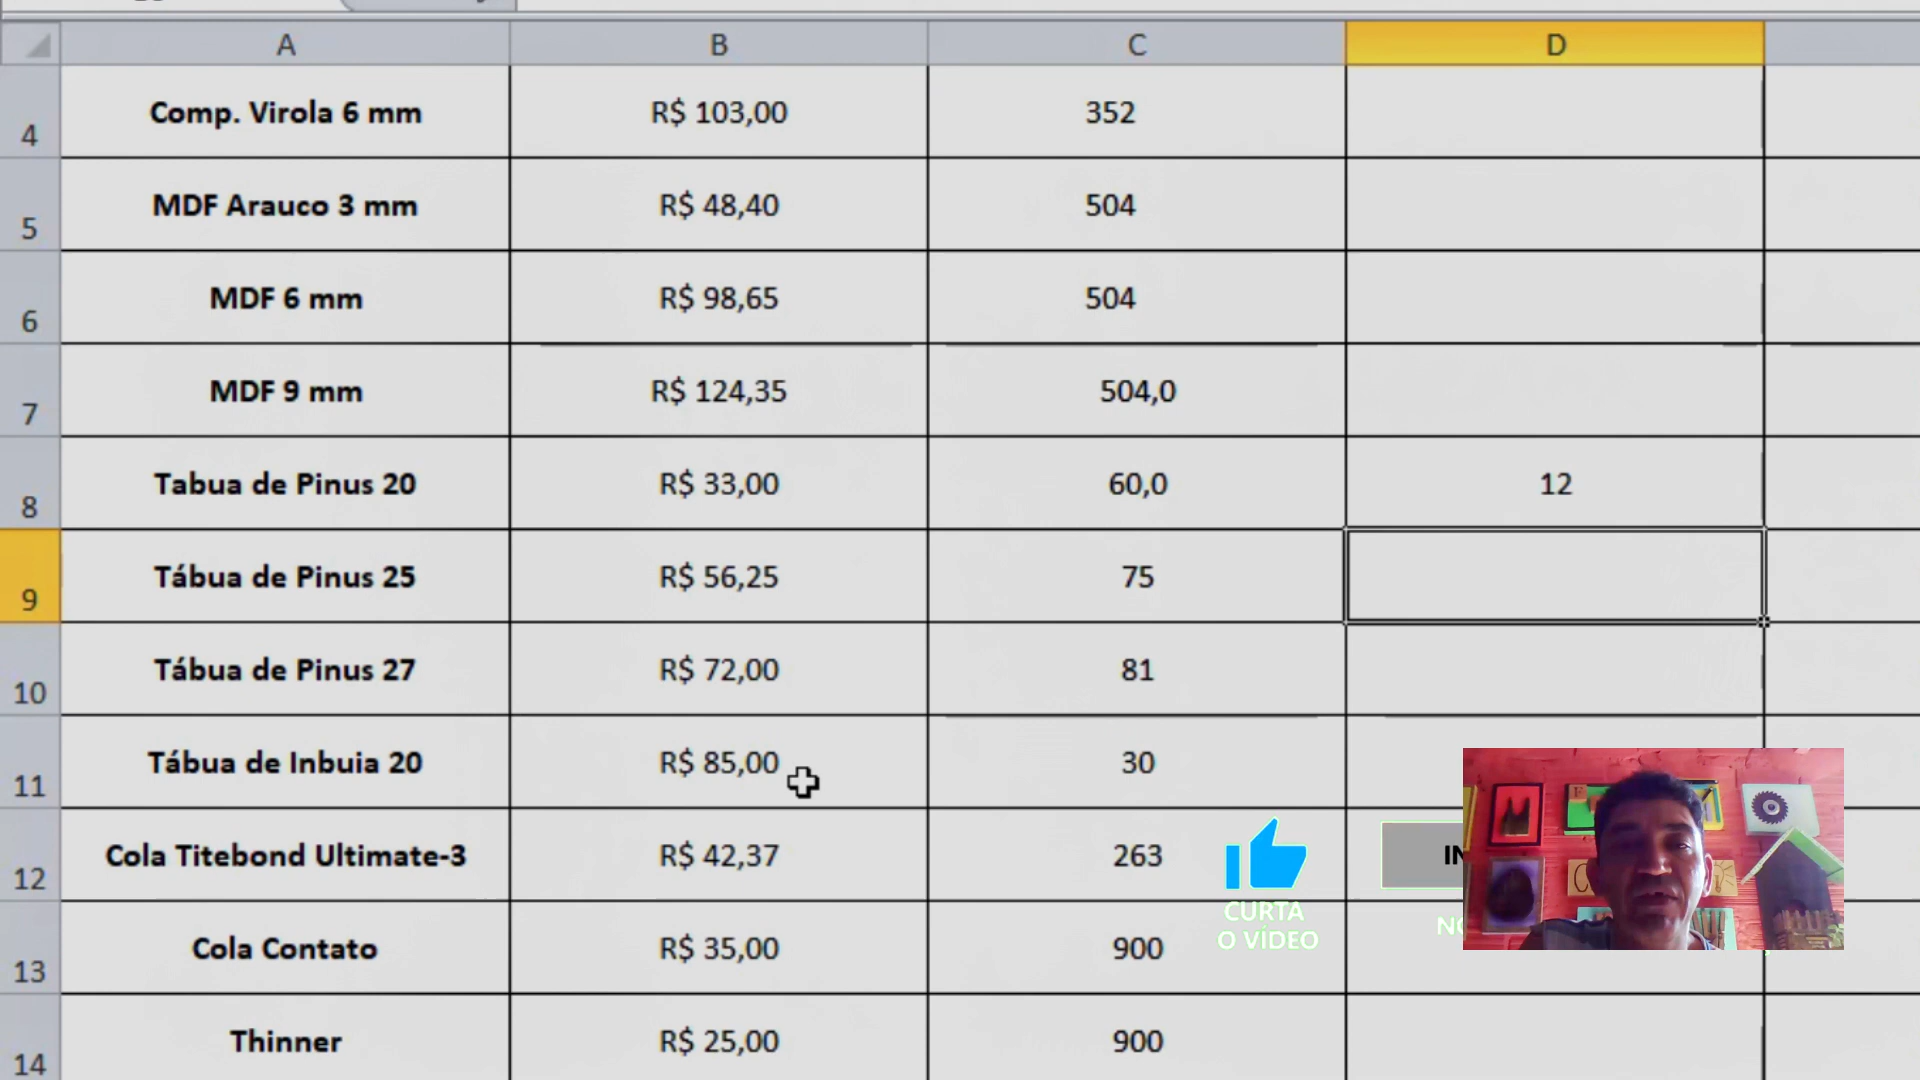 A B C D
4 Comp. Virola 6 mm R$ 103,00 352
5 MDF Arauco 3 mm R$ 48,40 504
6 MDF 6 mm R$ 98,65 504
7 MDF 9 mm R$ 124,35 504,0
8 Tabua de Pinus 20 R$ 33,00 60,0 12
9 Tábua de Pinus 25 R$ 56,25 75
10 Tábua de Pinus 27 R$ 72,00 81
11 Tábua de Inbuia 20 R$ 85,00 30
12 Cola Titebond Ultimate-3 R$ 42,37 263
CURTA
O VÍDEO
13 Cola Contato R$ 35,00 900
14 Thinner R$ 25,00 900